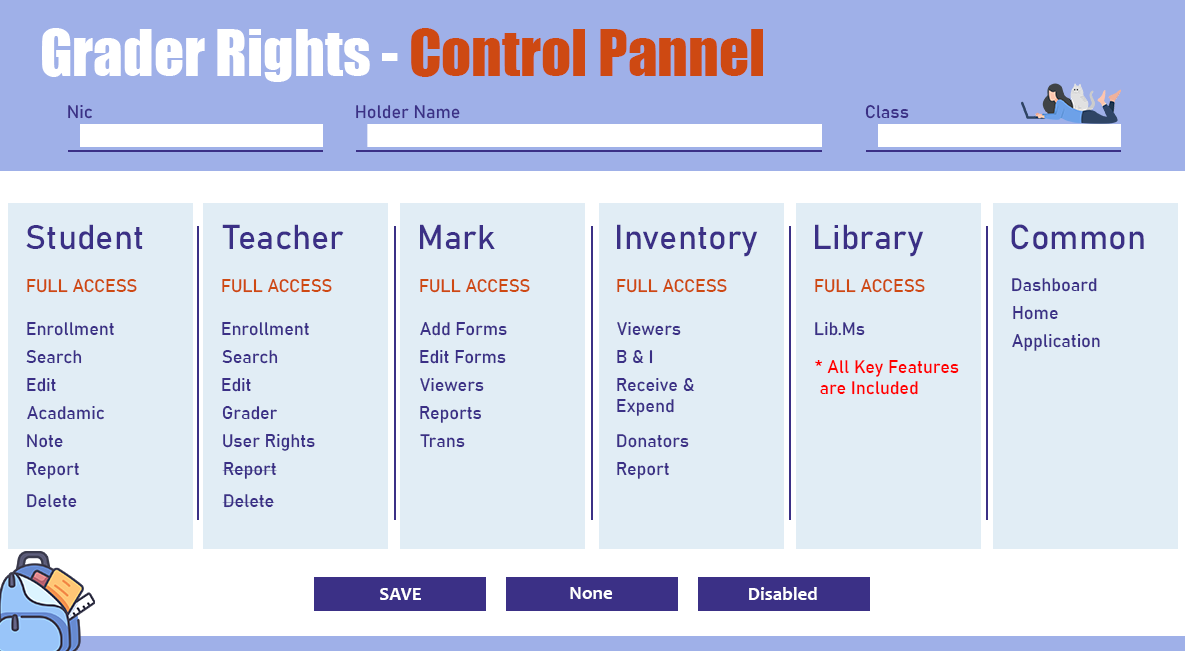 Grader Rights - Control Pannel
Nic
Holder Name
Class
Student
FULL ACCESS
Enrollment
Search
Edit
Acadamic
Note
Report
Delete
Teacher
FULL ACCESS
Enrollment
Search
Edit
Grader
User Rights
Report
Delete
Mark
FULL ACCESS
Add Forms
Edit Forms
Viewers
Reports
Trans
Inventory
FULL ACCESS
Viewers
B & I
Receive &
Expend
Donators
Report
Library
FULL ACCESS
Lib.Ms
* All Key Features
are Included
Common
Dashboard
Home
Application
SAVE
None
Disabled